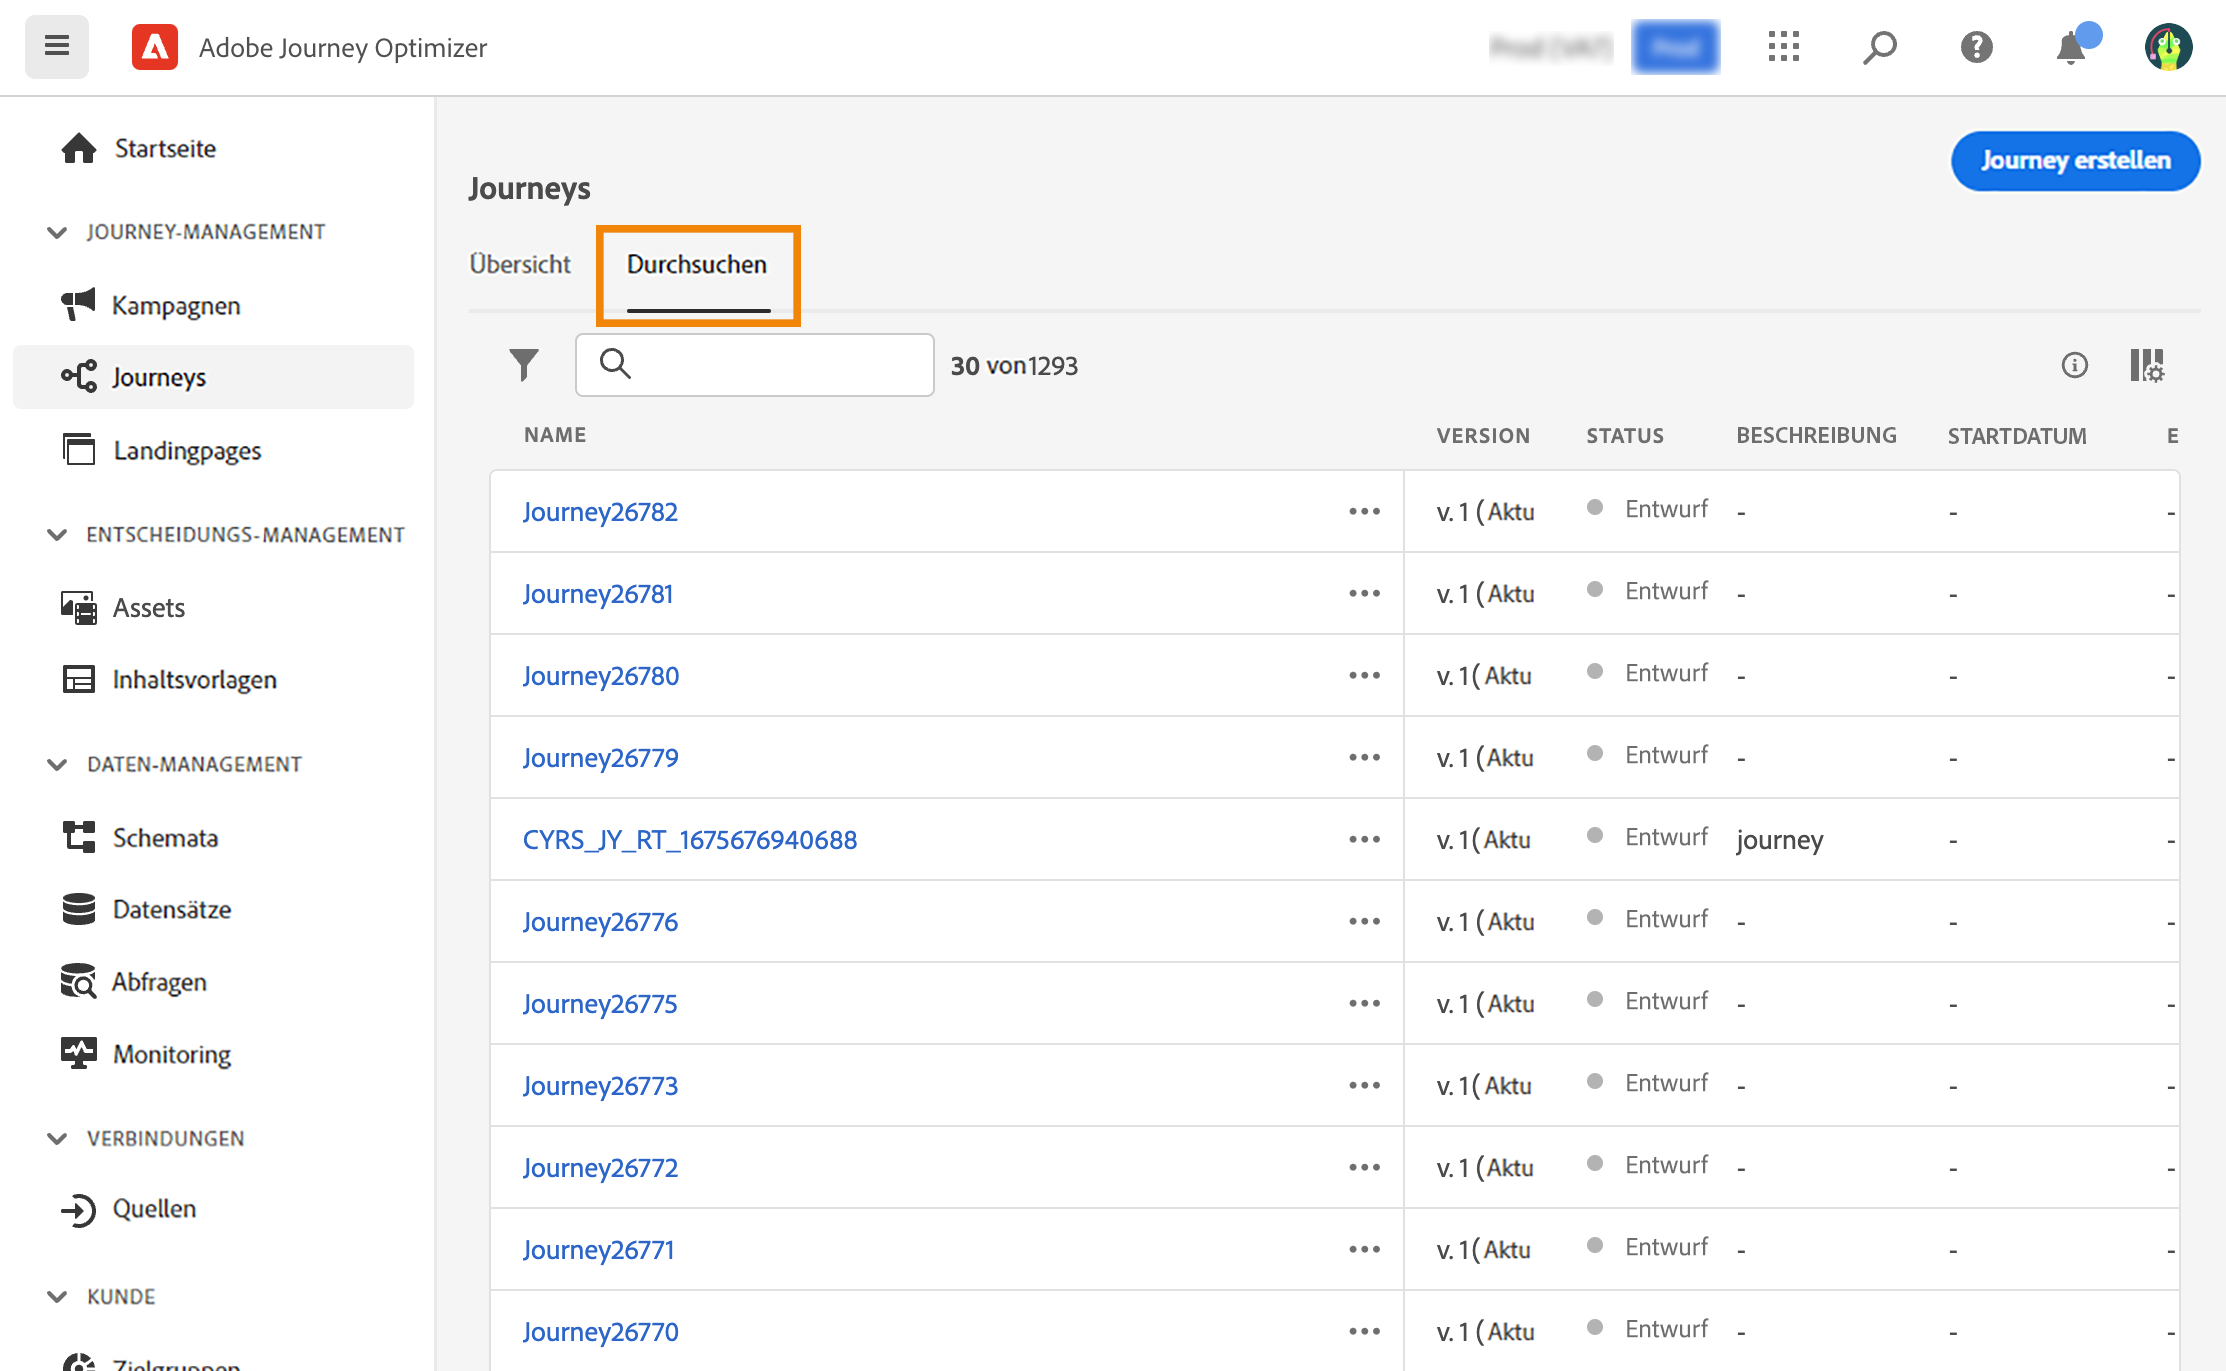 Adobe Journey Optimizer
Startseite
JOURNEY-MANAGEMENT
Kampagnen
Journeys
Landingpages
ENTSCHEIDUNGS-MANAGEMENT
Assets
Inhaltsvorlagen
DATEN-MANAGEMENT
Schemata
Datensätze
Abfragen
Monitoring
VERBINDUNGEN
Quellen
KUNDE
Zielgruppen
Journey erstellen
Journeys
Übersicht Durchsuchen
30 von1293
NAME VERSION STATUS BESCHREIBUNG STARTDATUM E
Journey26782 ••• v. 1 ( Aktu Entwurf - - -
Journey26781 ••• v. 1 ( Aktu Entwurf - - -
Journey26780 ••• v. 1( Aktu Entwurf - - -
Journey26779 ••• v. 1 ( Aktu Entwurf - - -
CYRS_JY_RT_1675676940688 ••• v. 1( Aktu Entwurf journey - -
Journey26776 ••• v. 1 ( Aktu Entwurf - - -
Journey26775 ••• v. 1 ( Aktu Entwurf - - -
Journey26773 ••• v. 1( Aktu Entwurf - - -
Journey26772 ••• v. 1 ( Aktu Entwurf - - -
Journey26771 ••• v. 1( Aktu Entwurf - - -
Journey26770 ••• v. 1 ( Aktu Entwurf - - -